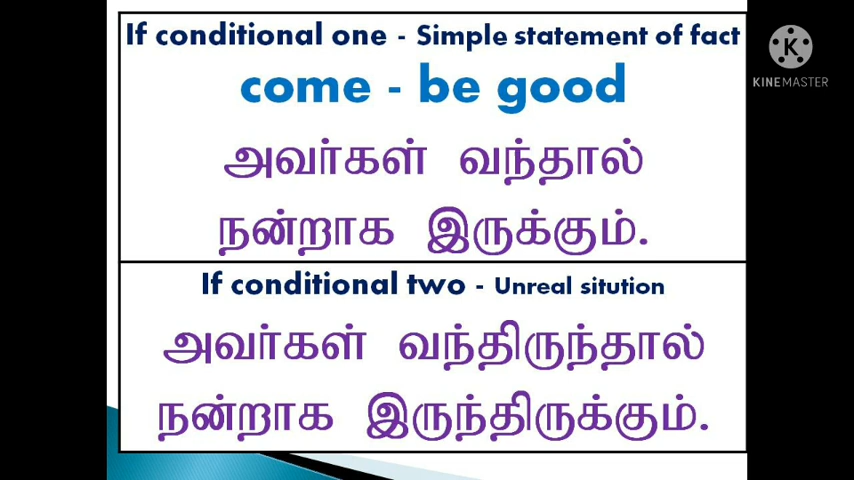 If conditional one - Simple statement of fact
come - be good
அவர்கள் வந்தால்
நன்றாக இருக்கும்.
If conditional two - Unreal sitution
அவர்கள் வந்திருந்தால்
நன்றாக இருந்திருக்கும்.
K
KINEMASTER